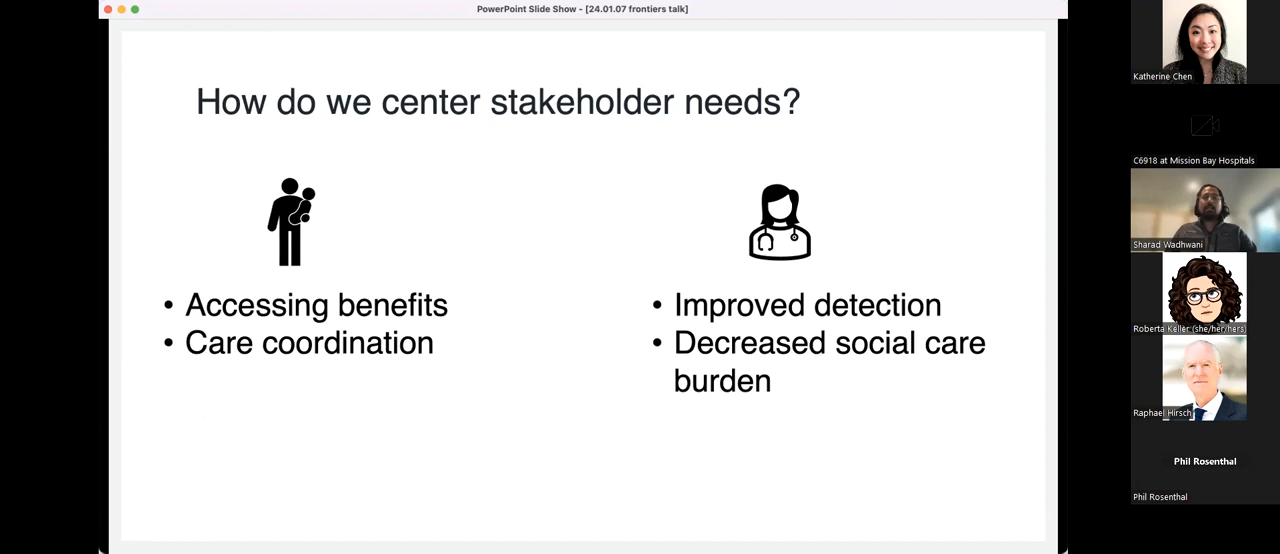 PowerPoint Slide Show - [24.01.07 frontiers talk]
How do we center stakeholder needs?
• Accessing benefits
• Care coordination
• Improved detection
• Decreased social care
burden
Katherine Chen
C6918 at Mission Bay Hospitals
Sharad Wadhwani
Roberta Keller (she/her/hers)
Raphael Hirsch
Phil Rosenthal
Phil Rosenthal